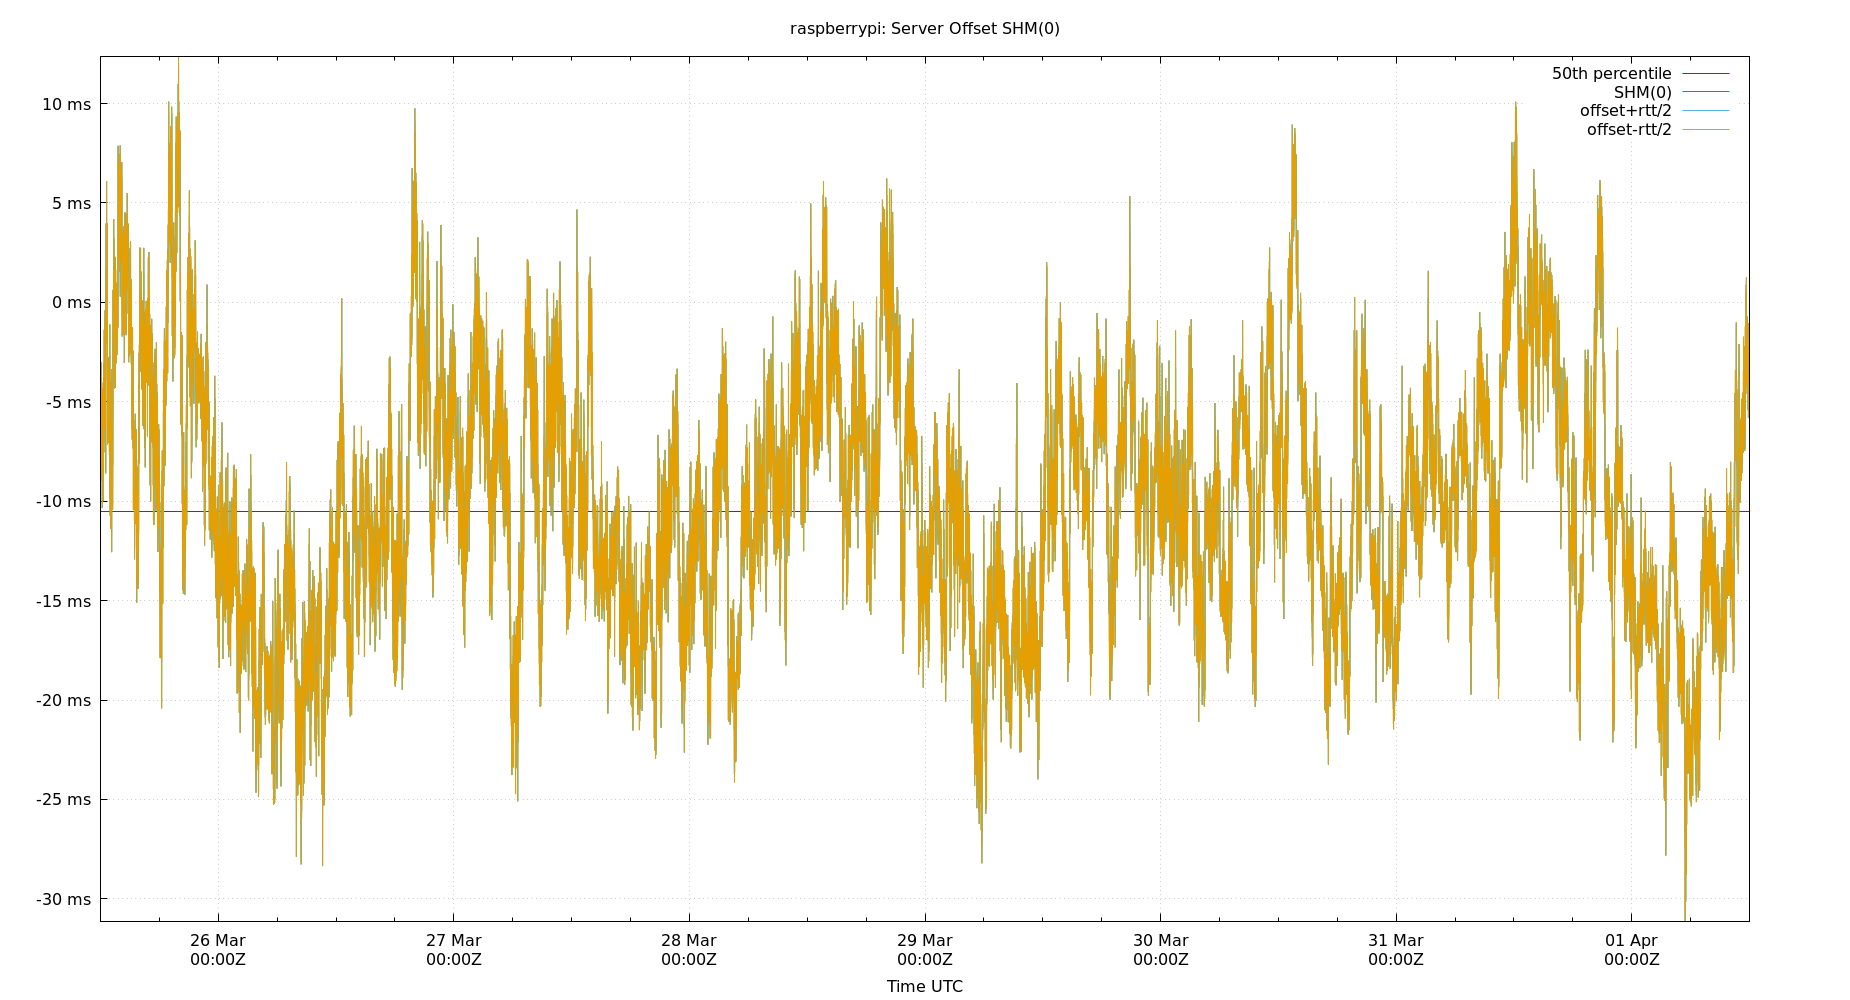 raspberrypi: Server Offset SHM(0)
50th percentile
SHM(0)
offset+rtt/2
offset-rtt/2
10 ms
5 ms
0 ms
-5 ms
-10 ms
-15 ms
-20 ms
-25 ms
-30 ms
26 Mar 27 Mar 28 Mar 29 Mar 30 Mar 31 Mar 01 Apr
00:00Z 00:00Z 00:00Z 00:00Z 00:00Z 00:00Z 00:00Z
Time UTC